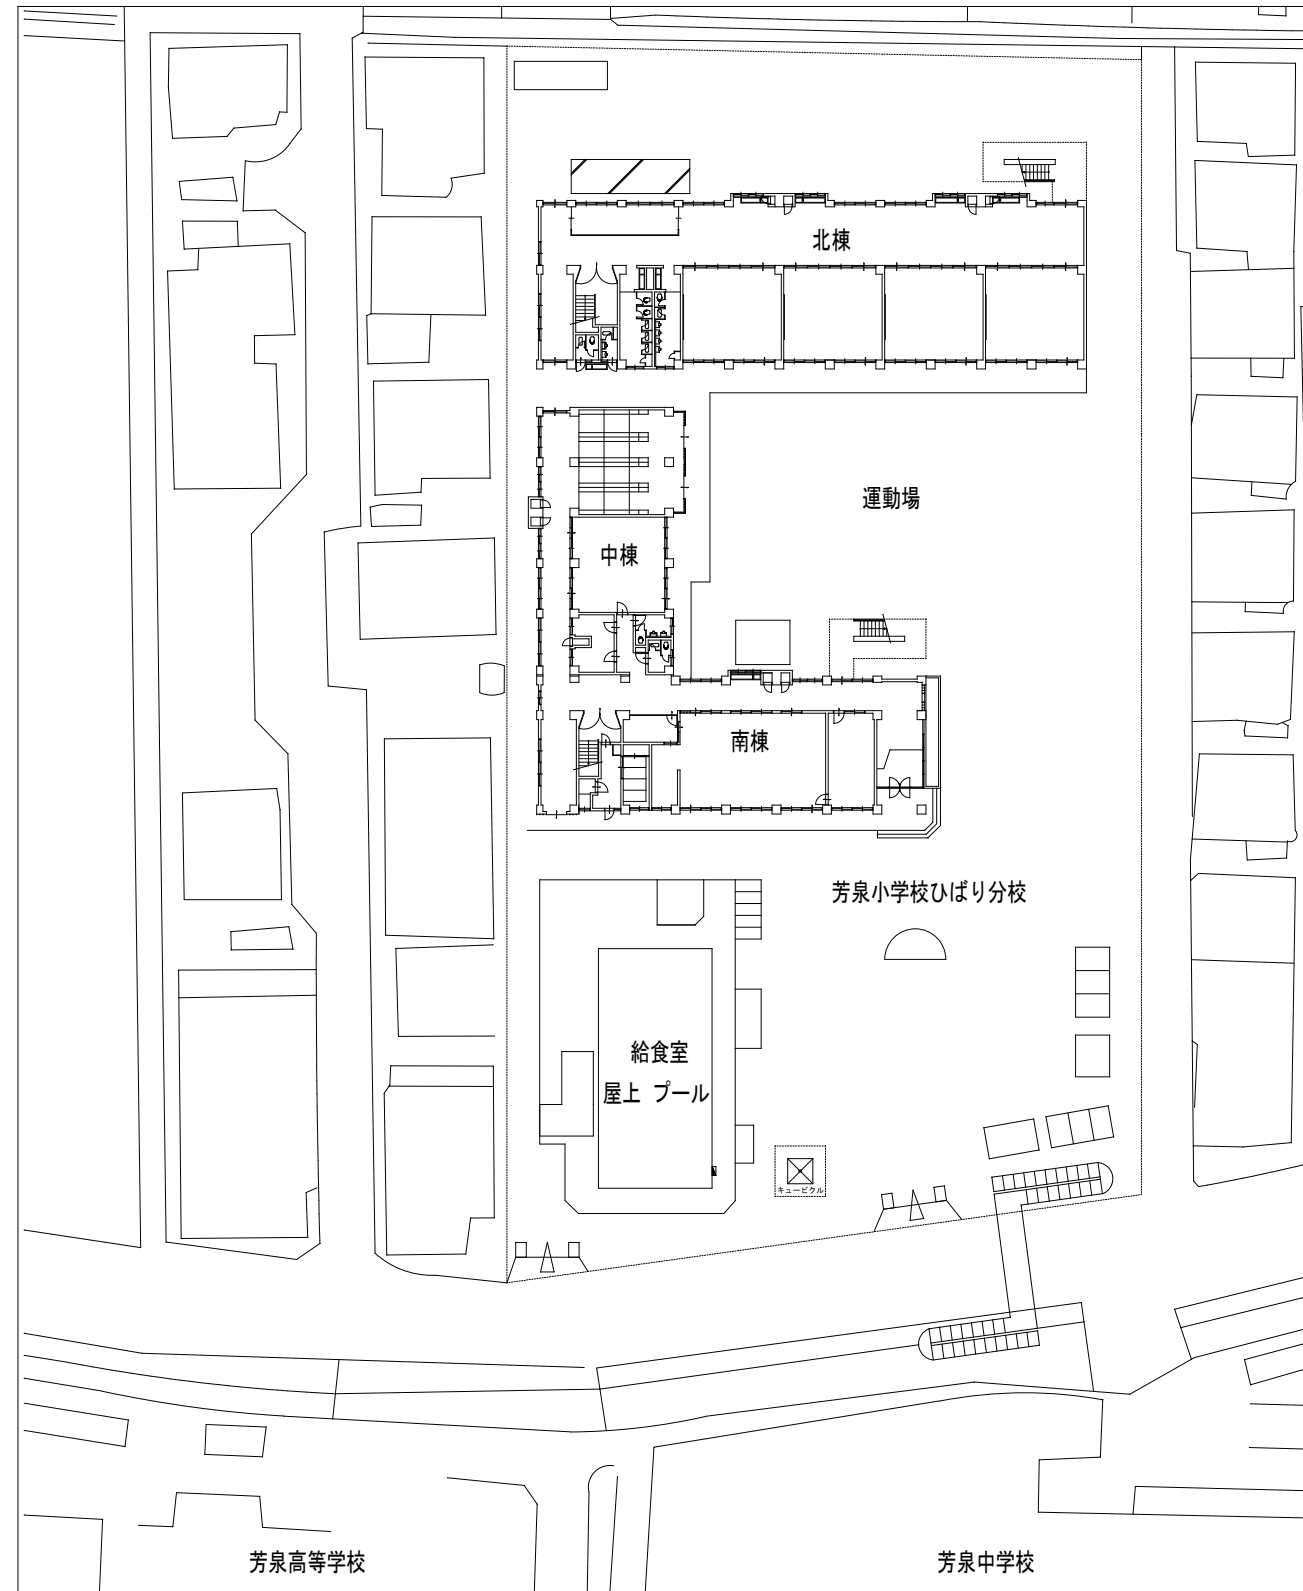 北棟
運動場
中棟
南棟
芳泉小学校ひばり分校
給食室
屋上 プール
キュービクル
芳泉高等学校
芳泉中学校